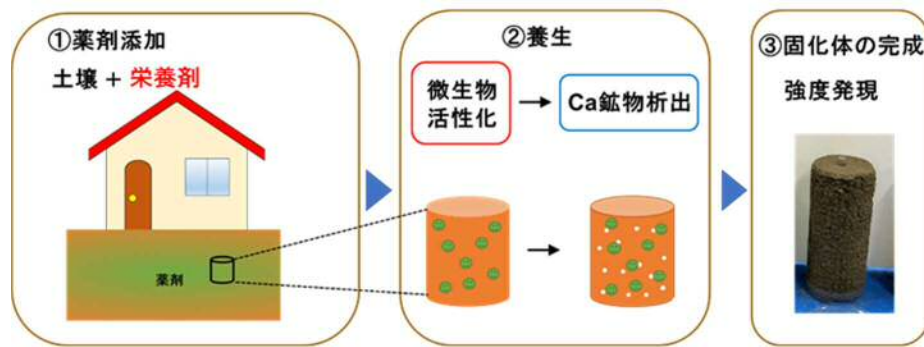 ①薬剤添加
土壌 + 栄養剤
薬剤
②養生
微生物
活性化
Ca鉱物析出
③固化体の完成
強度発現